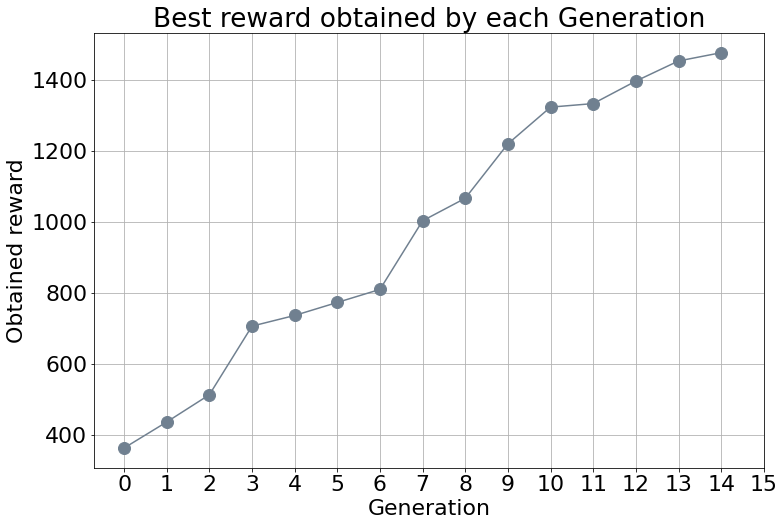 Best reward obtained by each Generation
Obtained reward
1400
1200
1000
800
600
400
0 1 2 3 4 5 6 7 8 9 10 11 12 13 14 15
Generation